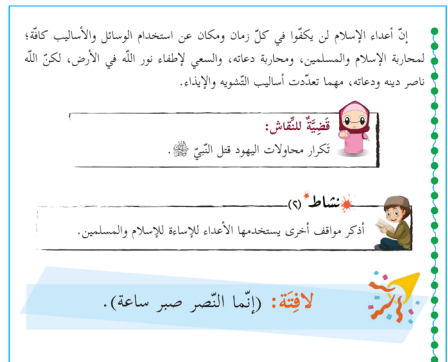 إنّ أعداء الإسلام لن يكفّوا في كلّ زمان ومكان عن استخدام الوسائل والأساليب كافّة؛
لمحاربة الإسلام والمسلمين، ومحاربة دعاته، والسعي لإطفاء نور اللّه في الأرض، لكنّ اللّه
ناصر دينه ودعاته، مهما تعدّدت أساليب التّشويه والإيذاء.
قَضِيَّةٌ للنِّقاش:
تَكرار محاولات اليهود قتل النّبيّ ﷺ.
نشاط (٢)
أذكر مواقف أخرى يستخدمها الأعداء للإساءة للإسلام والمسلمين.
لافِتَة: (إنّما النّصر صبر ساعة).